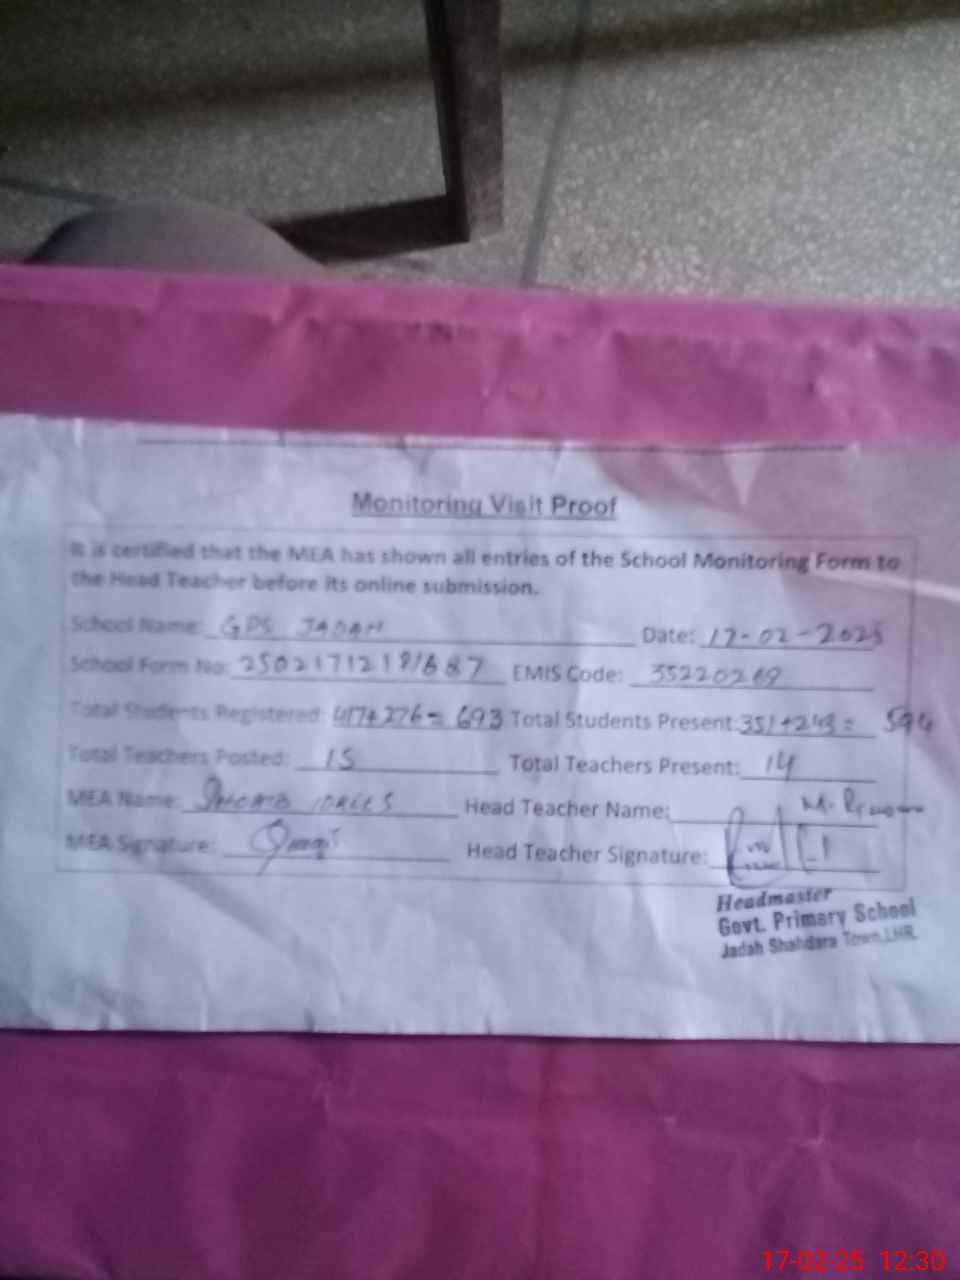 Monitoring Visit Proof
It is certified that the MEA has shown all entries of the School Monitoring Form to
the Head Teacher before its online submission.
School Name: GPS JADAH Date: 17-02-2025
School Form No: EMIS Code: 35220269
Total Students Registered: 417+276= 693 Total Students Present: 351+243= 594
Total Teachers Posted: 15 Total Teachers Present: 14
MEA Name: Head Teacher Name:
MEA Signature: Head Teacher Signature:
Headmaster
Govt. Primary School
Jadah Shahdara Town LHR.
17-02-25 12:30